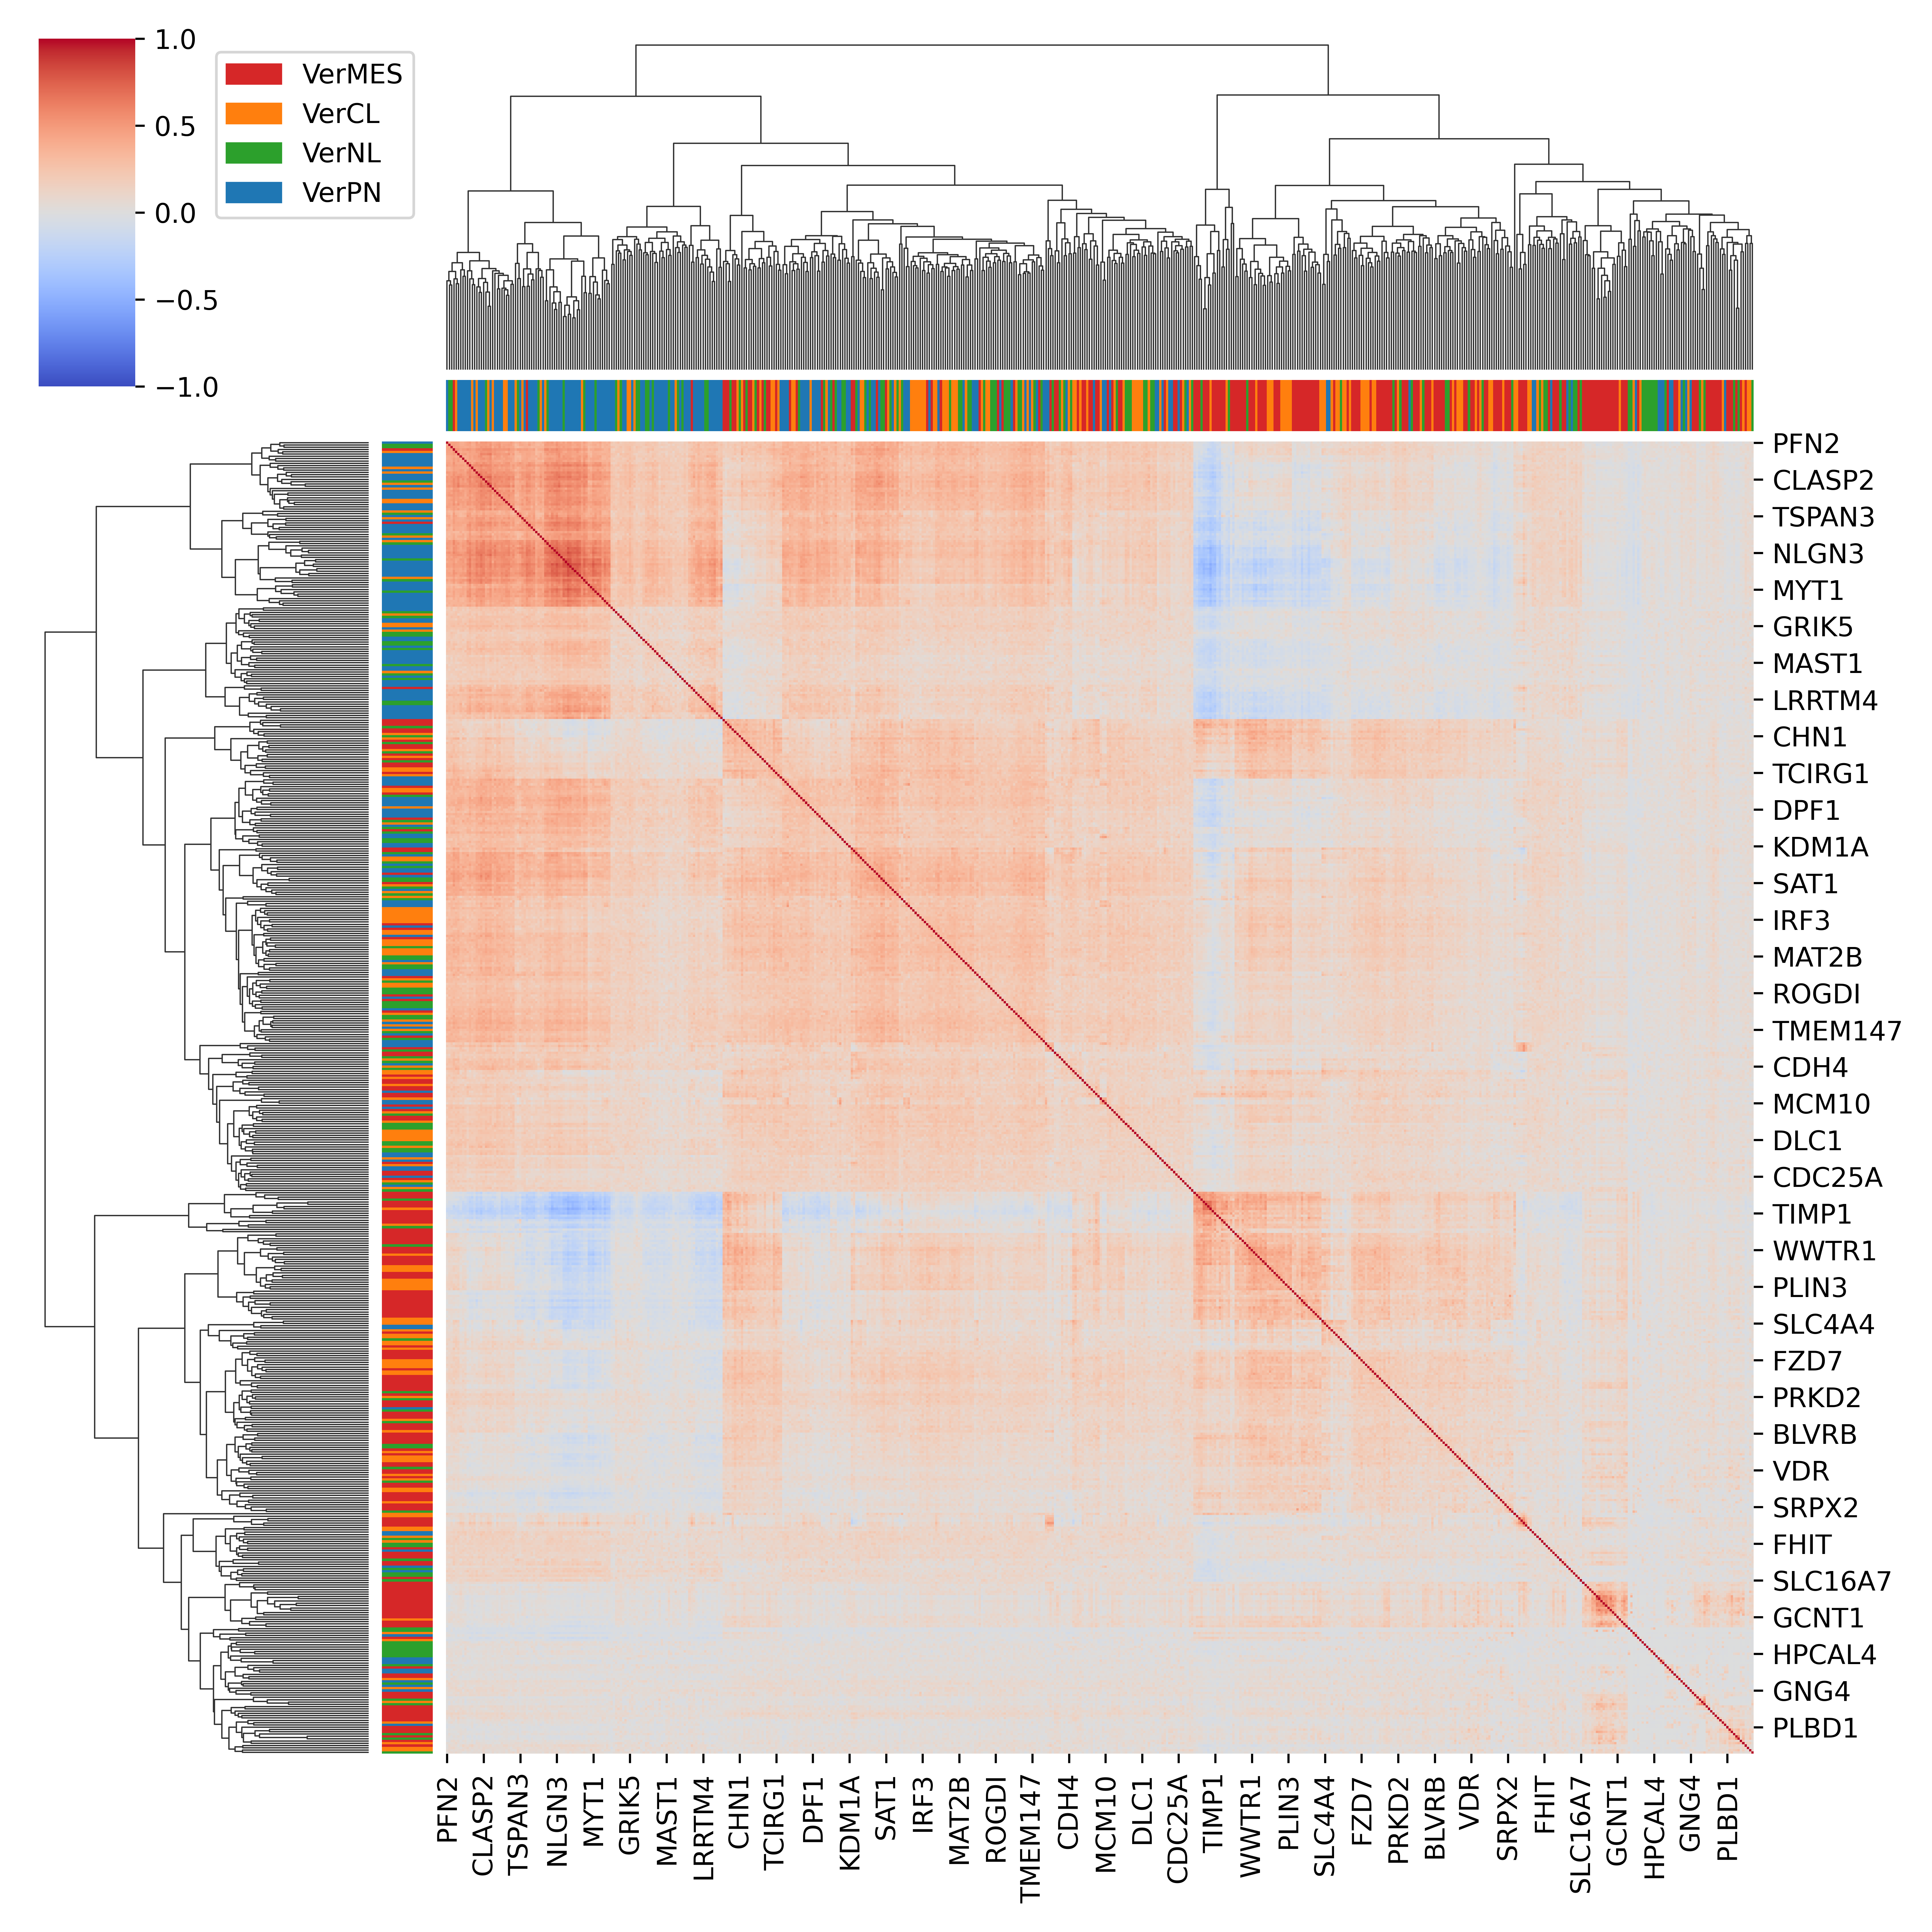 1.0
0.5
0.0
−0.5
−1.0
VerMES
VerCL
VerNL
VerPN
PFN2
CLASP2
TSPAN3
NLGN3
MYT1
GRIK5
MAST1
LRRTM4
CHN1
TCIRG1
DPF1
KDM1A
SAT1
IRF3
MAT2B
ROGDI
TMEM147
CDH4
MCM10
DLC1
CDC25A
TIMP1
WWTR1
PLIN3
SLC4A4
FZD7
PRKD2
BLVRB
VDR
SRPX2
FHIT
SLC16A7
GCNT1
HPCAL4
GNG4
PLBD1
PFN2
CLASP2
TSPAN3
NLGN3
MYT1
GRIK5
MAST1
LRRTM4
CHN1
TCIRG1
DPF1
KDM1A
SAT1
IRF3
MAT2B
ROGDI
TMEM147
CDH4
MCM10
DLC1
CDC25A
TIMP1
WWTR1
PLIN3
SLC4A4
FZD7
PRKD2
BLVRB
VDR
SRPX2
FHIT
SLC16A7
GCNT1
HPCAL4
GNG4
PLBD1